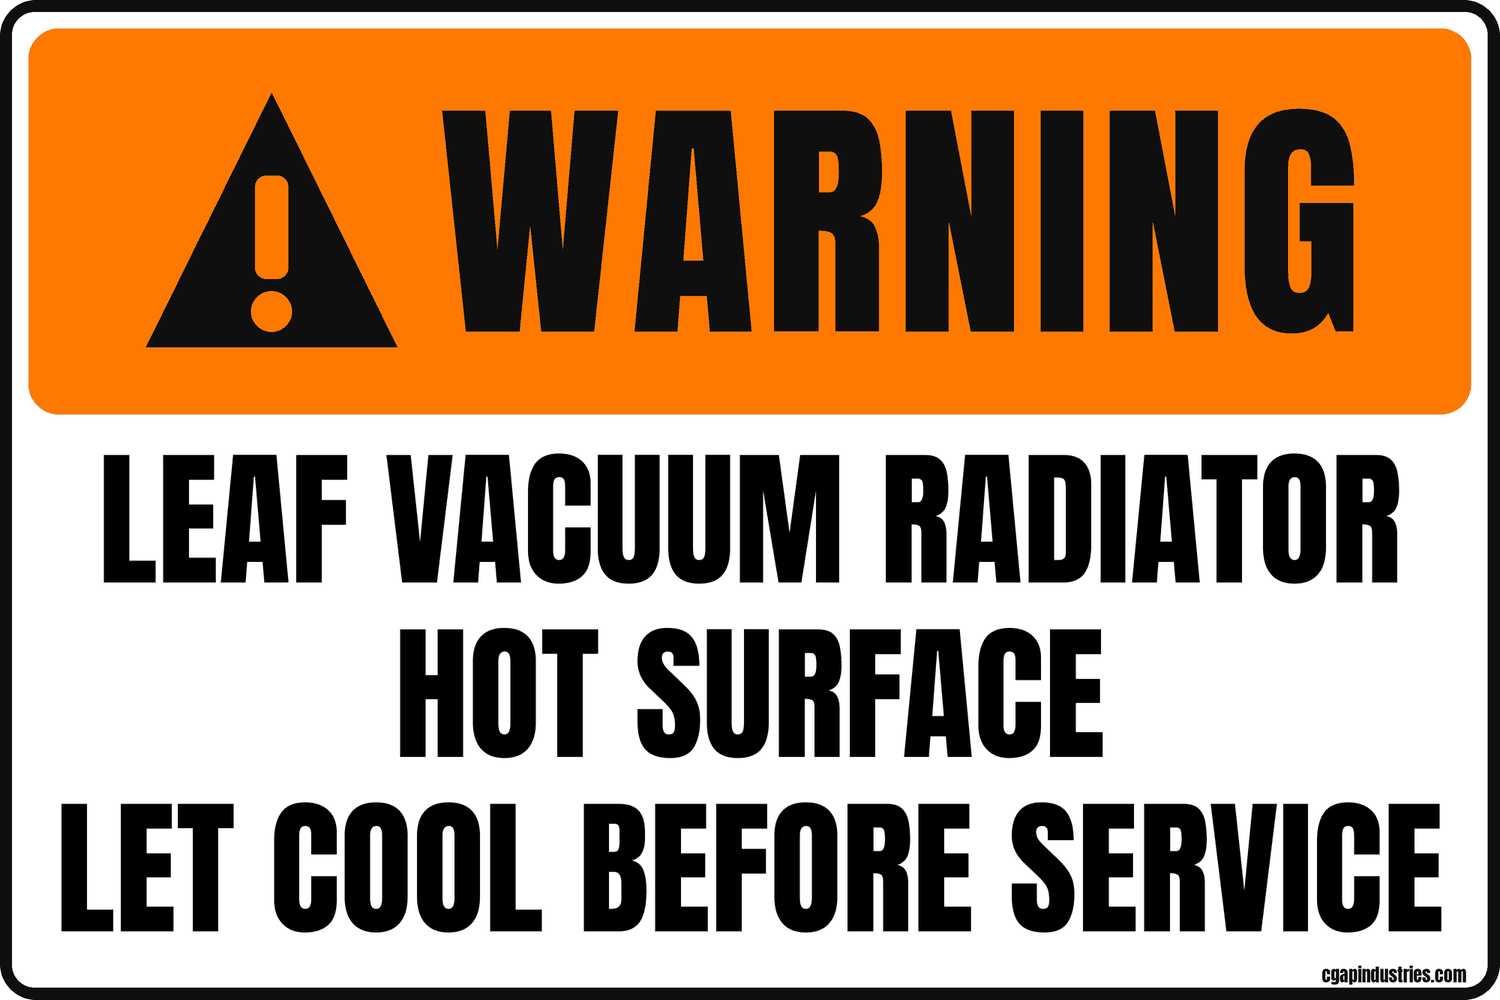 WARNING
LEAF VACUUM RADIATOR
HOT SURFACE
LET COOL BEFORE SERVICE
cgapindustries.com